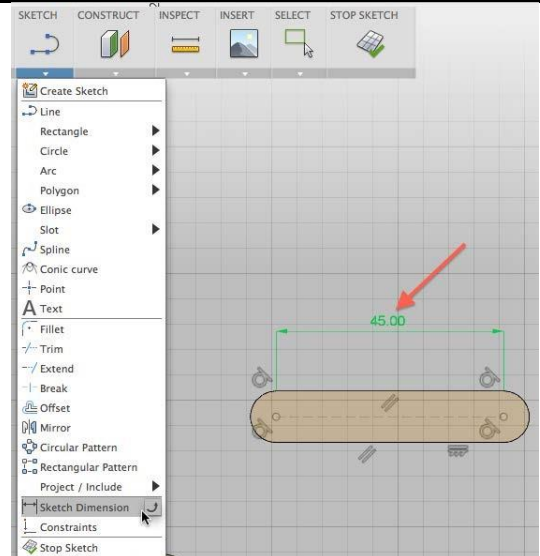 SKETCH CONSTRUCT INSPECT INSERT SELECT STOP SKETCH
Create Sketch
Line
Rectangle
Circle
Arc
Polygon
Ellipse
Slot
Spline
Conic curve
Point
Text
Fillet
Trim
Extend
Break
Offset
Mirror
Circular Pattern
Rectangular Pattern
Project / Include
Sketch Dimension
Constraints
Stop Sketch
45.00